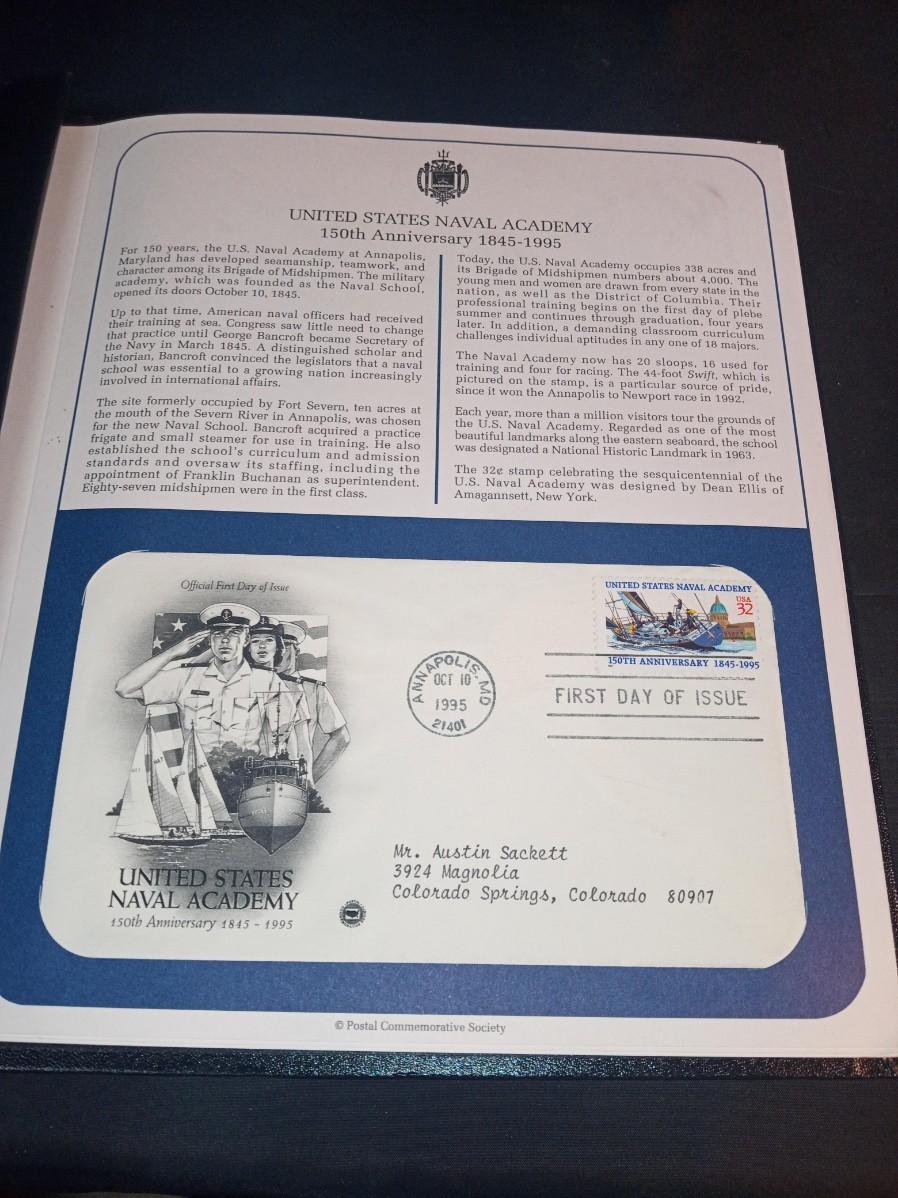 UNITED STATES NAVAL ACADEMY
150th Anniversary 1845-1995
For 150 years, the U.S. Naval Academy at Annapolis,
Maryland has developed seamanship, teamwork, and
character among its Brigade of Midshipmen. The military
academy, which was founded as the Naval School,
opened its doors October 10, 1845.
Up to that time, American naval officers had received
their training at sea. Congress saw little need to change
that practice until George Bancroft became Secretary of
the Navy in March 1845. A distinguished scholar and
historian, Bancroft convinced the legislators that a naval
school was essential to a growing nation increasingly
involved in international affairs.
The site formerly occupied by Fort Severn, ten acres at
the mouth of the Severn River in Annapolis, was chosen
for the new Naval School. Bancroft acquired a practice
frigate and small steamer for use in training. He also
established the school's curriculum and admission
standards and oversaw its staffing, including the
appointment of Franklin Buchanan as superintendent.
Eighty-seven midshipmen were in the first class.
Today, the U.S. Naval Academy occupies 338 acres and
its Brigade of Midshipmen numbers about 4,000. The
young men and women are drawn from every state in the
nation, as well as the District of Columbia. Their
professional training begins on the first day of plebe
summer and continues through graduation, four years
later. In addition, a demanding classroom curriculum
challenges individual aptitudes in any one of 18 majors.
The Naval Academy now has 20 sloops, 16 used for
training and four for racing. The 44-foot Swift, which is
pictured on the stamp, is a particular source of pride,
since it won the Annapolis to Newport race in 1992.
Each year, more than a million visitors tour the grounds of
the U.S. Naval Academy. Regarded as one of the most
beautiful landmarks along the eastern seaboard, the school
was designated a National Historic Landmark in 1963.
The 32¢ stamp celebrating the sesquicentennial of the
U.S. Naval Academy was designed by Dean Ellis of
Amagannsett, New York.
Official First Day of Issue
UNITED STATES NAVAL ACADEMY
USA
32
150TH ANNIVERSARY 1845-1995
ANNAPOLIS, MD
OCT 10
1995
21401
FIRST DAY OF ISSUE
Mr. Austin Sackett
3924 Magnolia
Colorado Springs, Colorado 80907
UNITED STATES
NAVAL ACADEMY
150th Anniversary 1845 - 1995
© Postal Commemorative Society